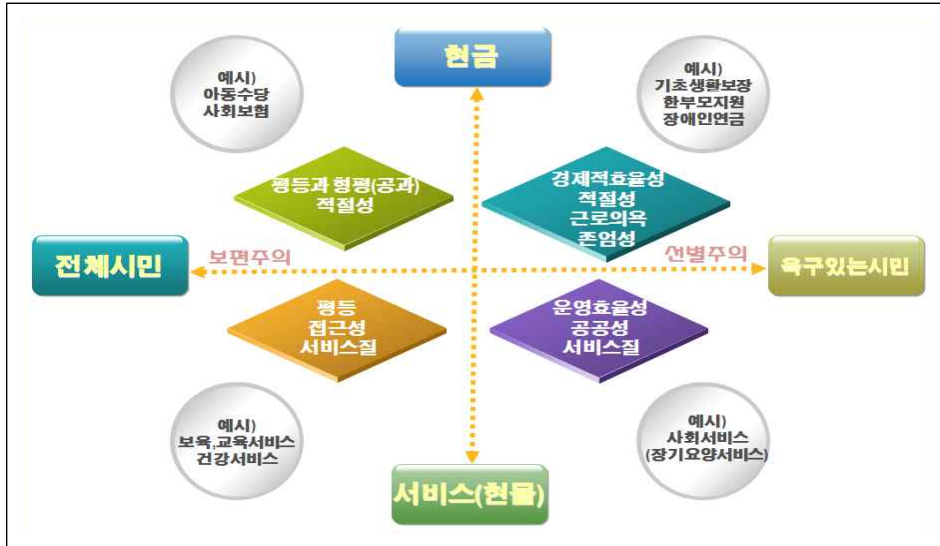 현금
예시)
아동수당
사회보험
예시)
기초생활보장
한부모지원
장애인연금
평등과 형평(공과)
적절성
경제적효율성
적절성
근로의욕
존엄성
전체시민
보편주의
선별주의
욕구있는시민
평등
접근성
서비스질
운영효율성
공공성
서비스질
예시)
보육,교육서비스
건강서비스
예시)
사회서비스
(장기요양서비스)
서비스(현물)